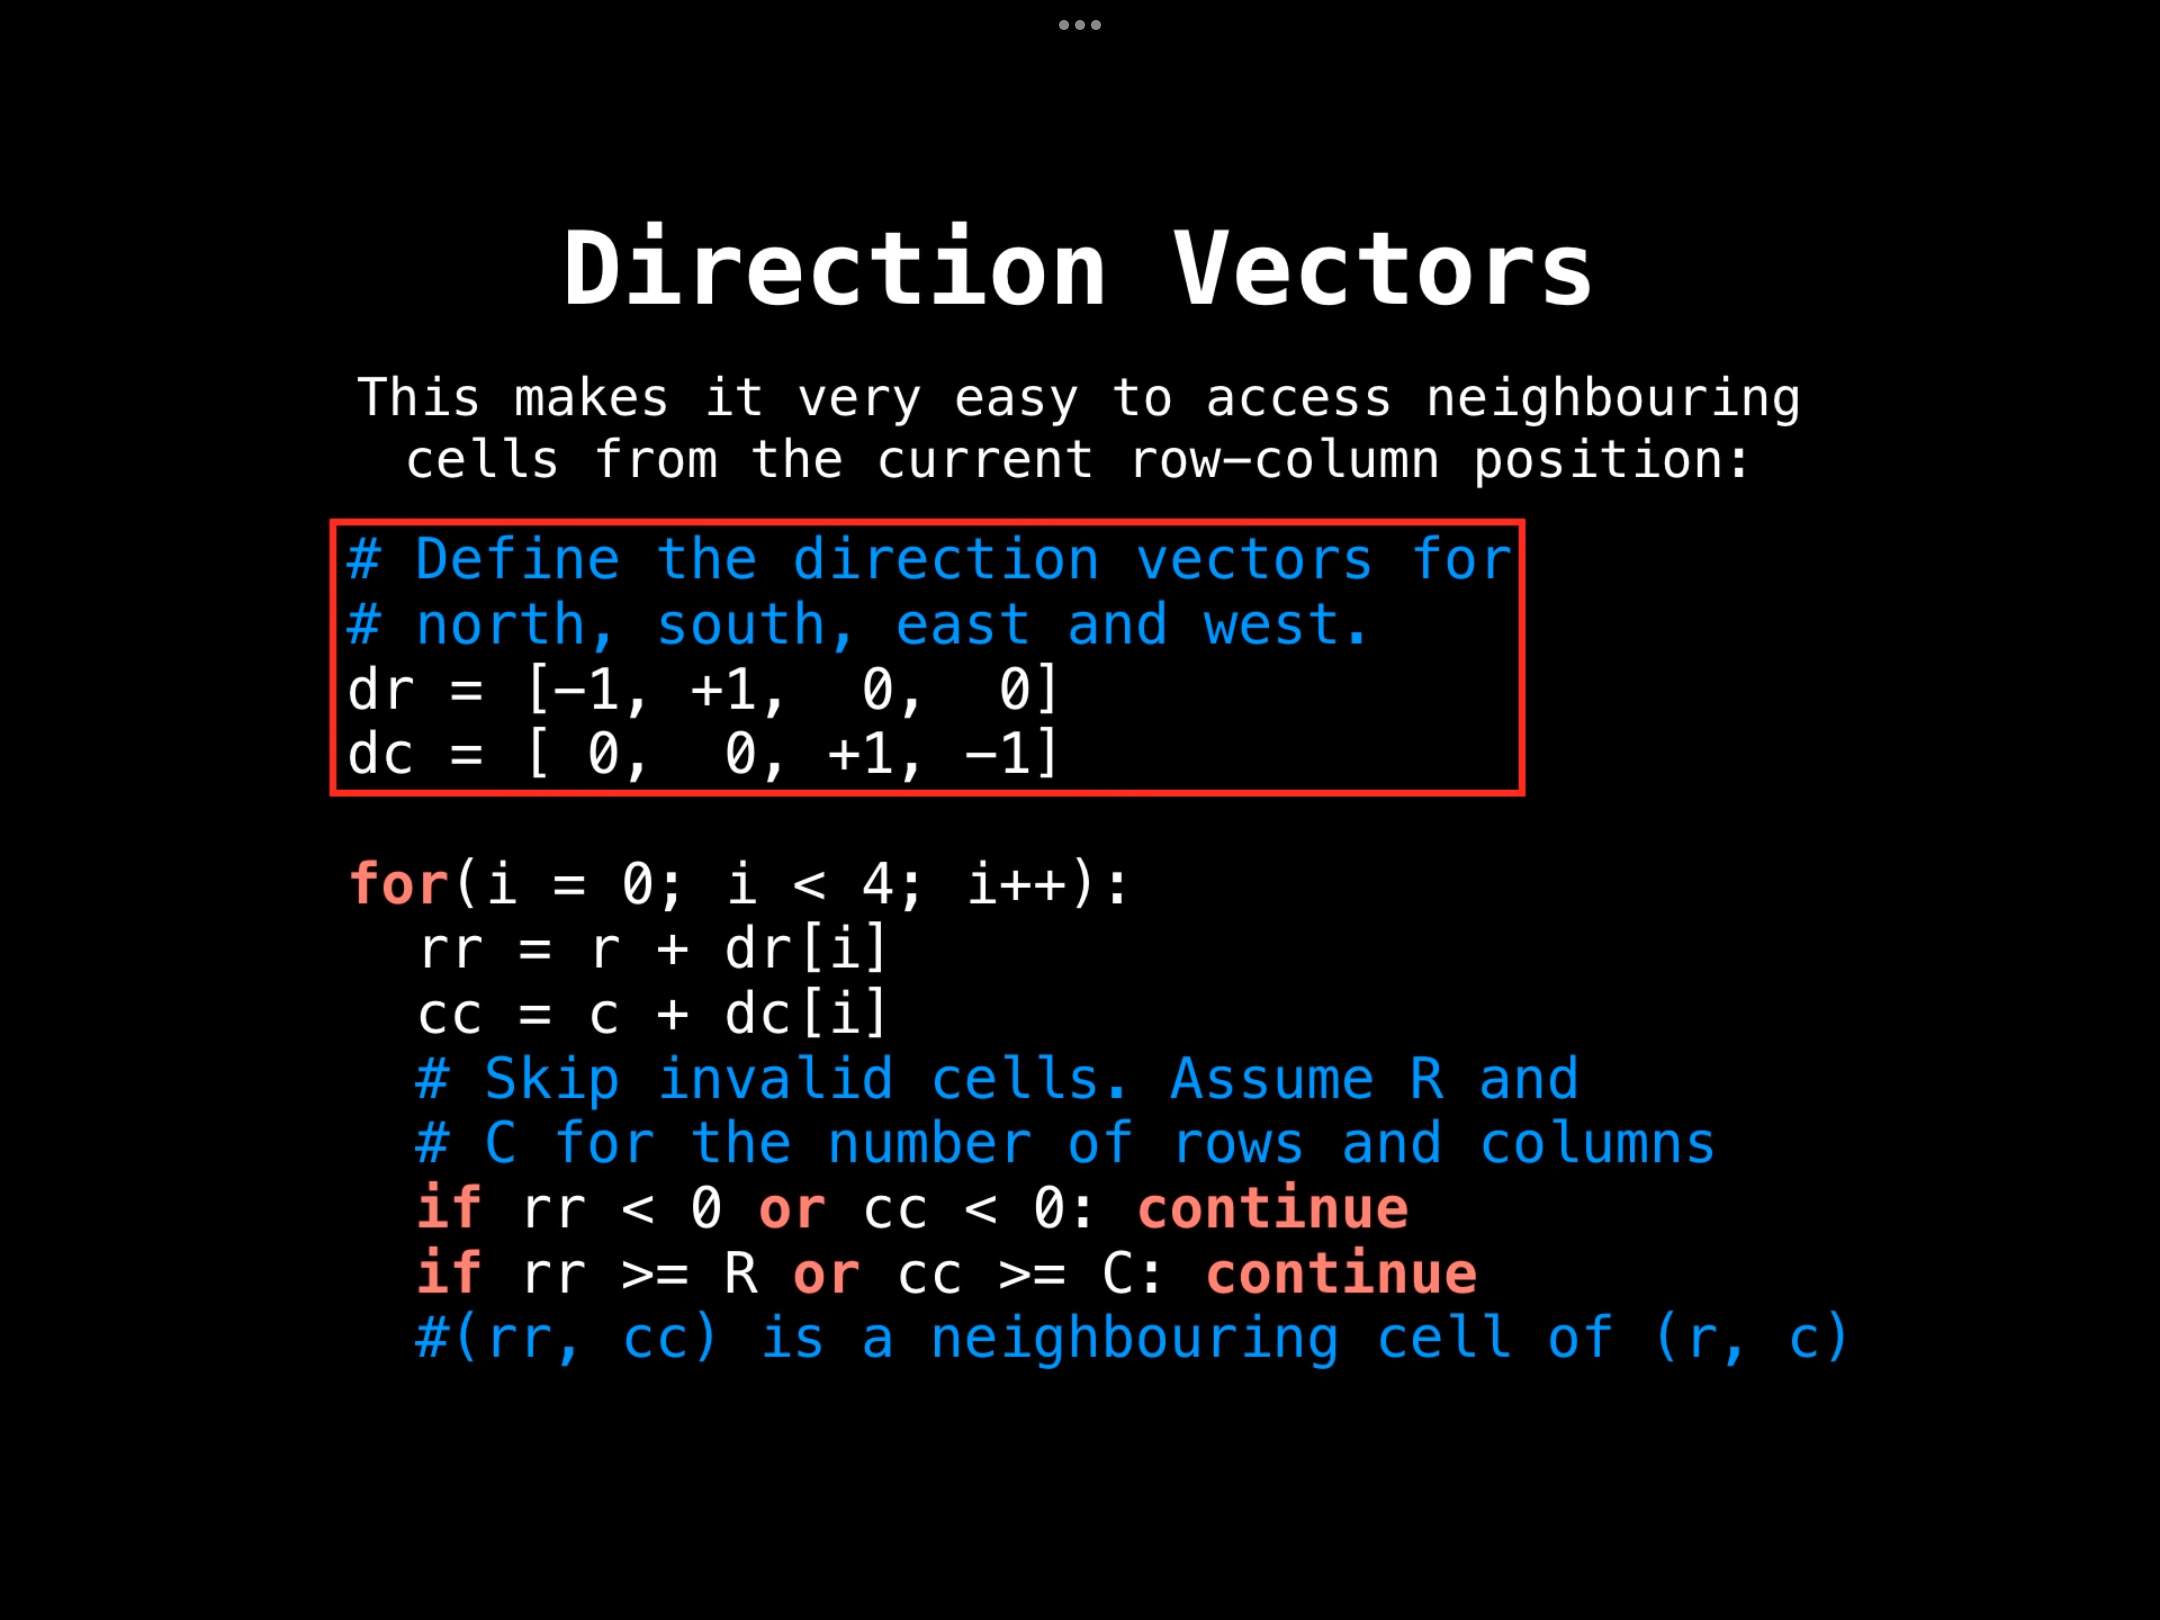 Direction Vectors
This makes it very easy to access neighbouring
cells from the current row-column position:
# Define the direction vectors for
# north, south, east and west.
dr = [-1, +1,  0,  0]
dc = [ 0,  0, +1, -1]
for(i = 0; i < 4; i++):
  rr = r + dr[i]
  cc = c + dc[i]
  # Skip invalid cells. Assume R and
  # C for the number of rows and columns
  if rr < 0 or cc < 0: continue
  if rr >= R or cc >= C: continue
  #(rr, cc) is a neighbouring cell of (r, c)